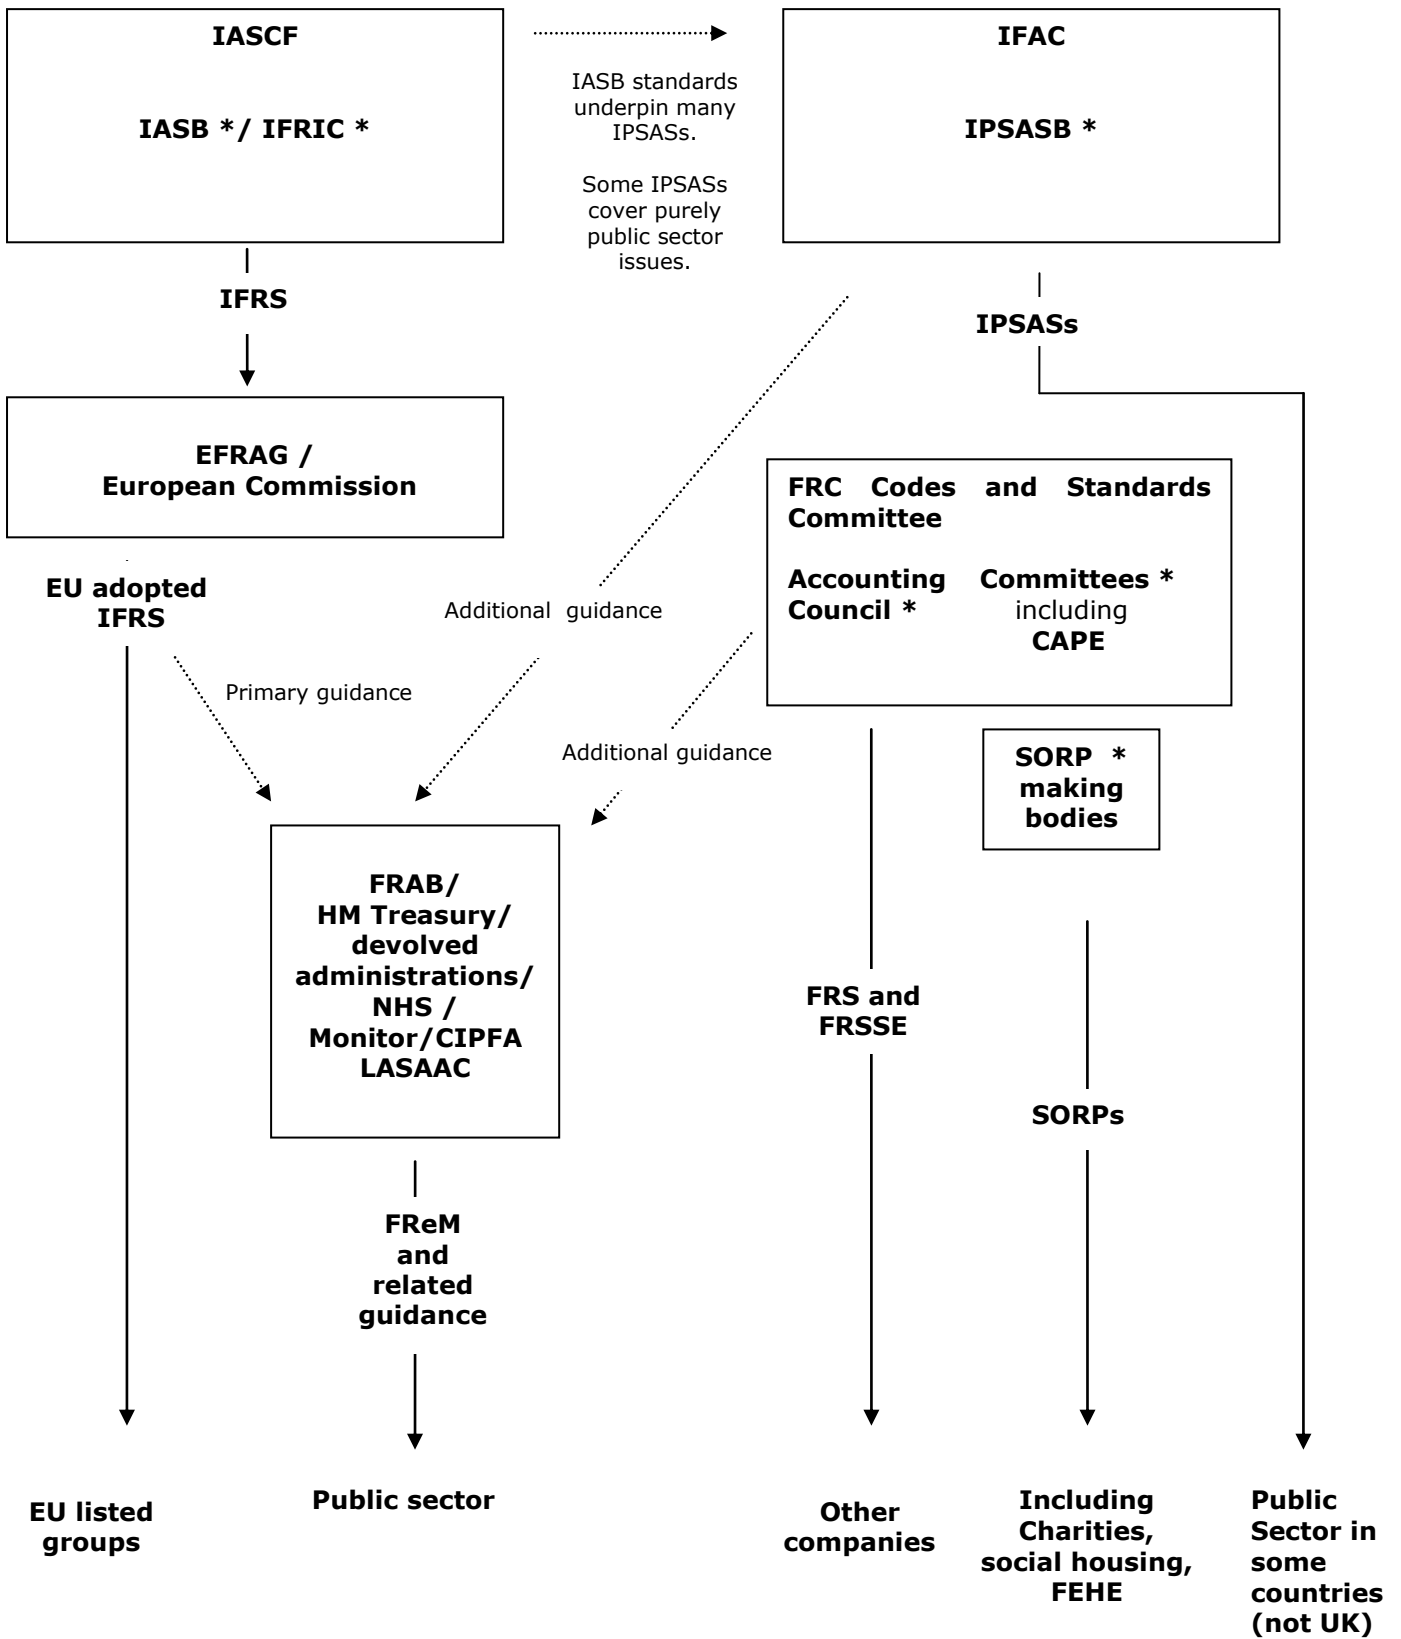 IASCF
IASB */ IFRIC *
IASB standards
underpin many
IPSASs.
Some IPSASs
cover purely
public sector
issues.
IFAC
IPSASB *
IFRS
IPSASs
EFRAG /
European Commission
FRC Codes and Standards
Committee
Accounting Committees *
Council * including
CAPE
EU adopted
IFRS
Additional guidance
Primary guidance
Additional guidance
SORP *
making
bodies
FRAB/
HM Treasury/
devolved
administrations/
NHS /
Monitor/CIPFA
LASAAC
FRS and
FRSSE
SORPs
FReM
and
related
guidance
EU listed
groups
Public sector
Other
companies
Including
Charities,
social housing,
FEHE
Public
Sector in
some
countries
(not UK)